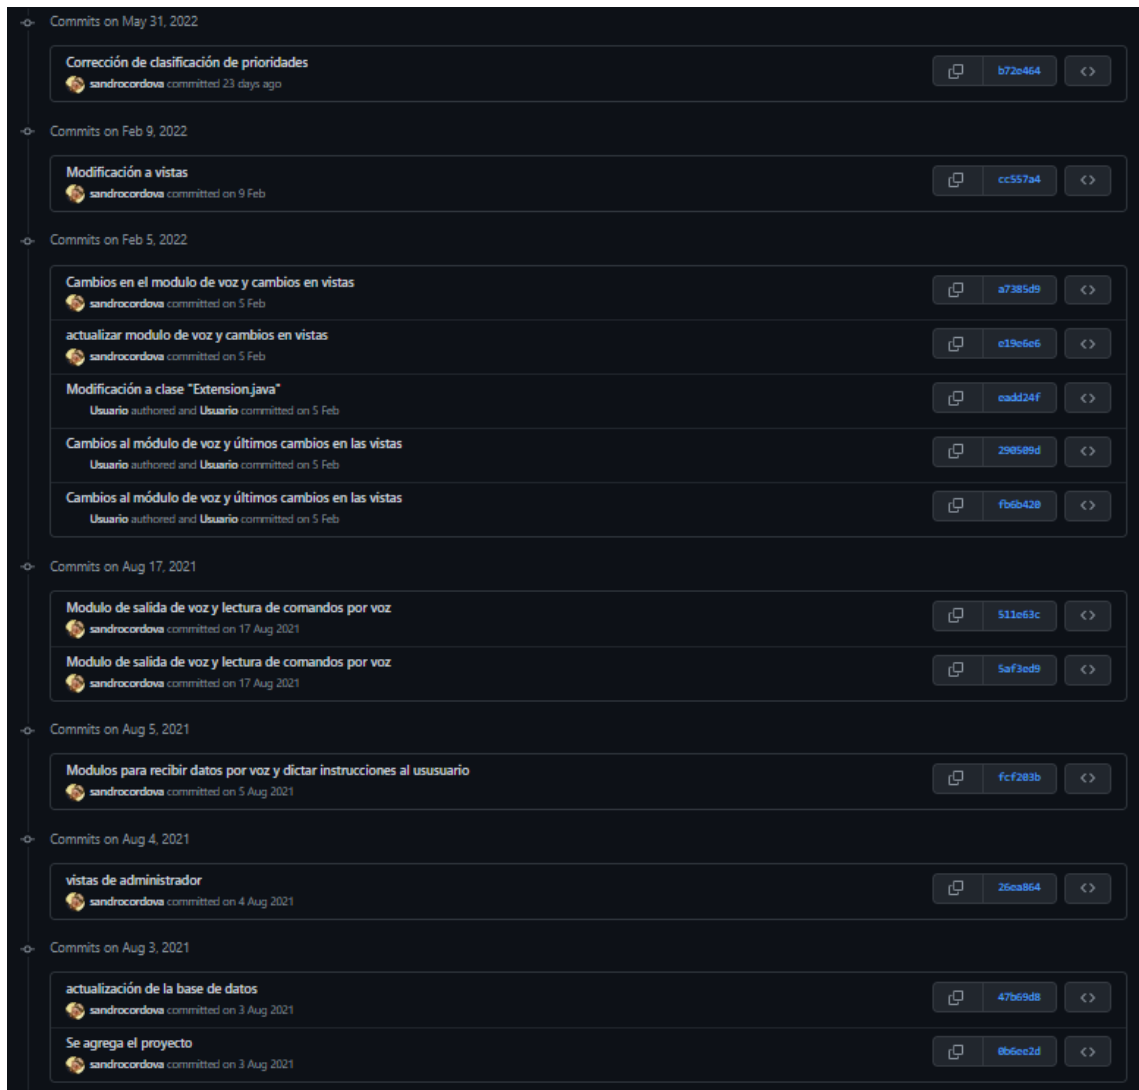 Commits on May 31, 2022
Corrección de clasificación de prioridades
sandrocordova committed 23 days ago
b72e464
Commits on Feb 9, 2022
Modificación a vistas
sandrocordova committed on 9 Feb
cc557a4
Commits on Feb 5, 2022
Cambios en el modulo de voz y cambios en vistas
sandrocordova committed on 5 Feb
a7385d9
actualizar modulo de voz y cambios en vistas
sandrocordova committed on 5 Feb
e19e6e6
Modificación a clase "Extension.java"
Usuario authored and Usuario committed on 5 Feb
eadd24f
Cambios al módulo de voz y últimos cambios en las vistas
Usuario authored and Usuario committed on 5 Feb
290509d
Cambios al módulo de voz y últimos cambios en las vistas
Usuario authored and Usuario committed on 5 Feb
fb6b420
Commits on Aug 17, 2021
Modulo de salida de voz y lectura de comandos por voz
sandrocordova committed on 17 Aug 2021
511e63c
Modulo de salida de voz y lectura de comandos por voz
sandrocordova committed on 17 Aug 2021
5af3ed9
Commits on Aug 5, 2021
Modulos para recibir datos por voz y dictar instrucciones al ususuario
sandrocordova committed on 5 Aug 2021
fcf203b
Commits on Aug 4, 2021
vistas de administrador
sandrocordova committed on 4 Aug 2021
26ea864
Commits on Aug 3, 2021
actualización de la base de datos
sandrocordova committed on 3 Aug 2021
47b69d8
Se agrega el proyecto
sandrocordova committed on 3 Aug 2021
0b6ee2d